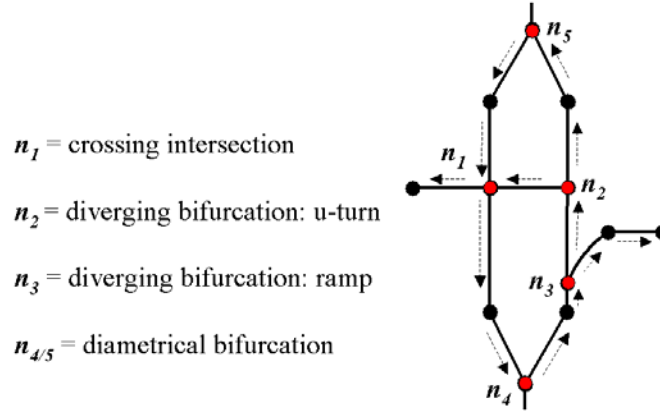 n₁ = crossing intersection
n₂ = diverging bifurcation: u-turn
n₃ = diverging bifurcation: ramp
n₄/₅ = diametrical bifurcation
n₅
n₁
n₂
n₃
n₄